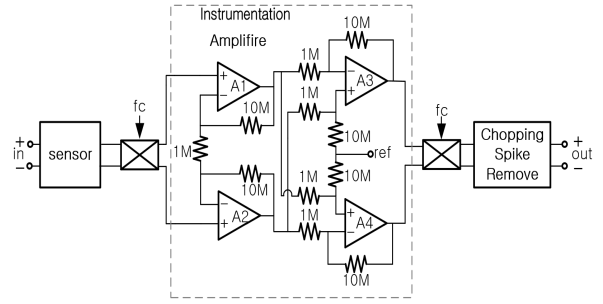 Instrumentation
Amplifire
10M
1M
A1
A3
fc
10M
1M
fc
in
sensor
1M
10M
ref
Chopping
Spike
Remove
out
10M
10M
1M
A2
1M
A4
10M